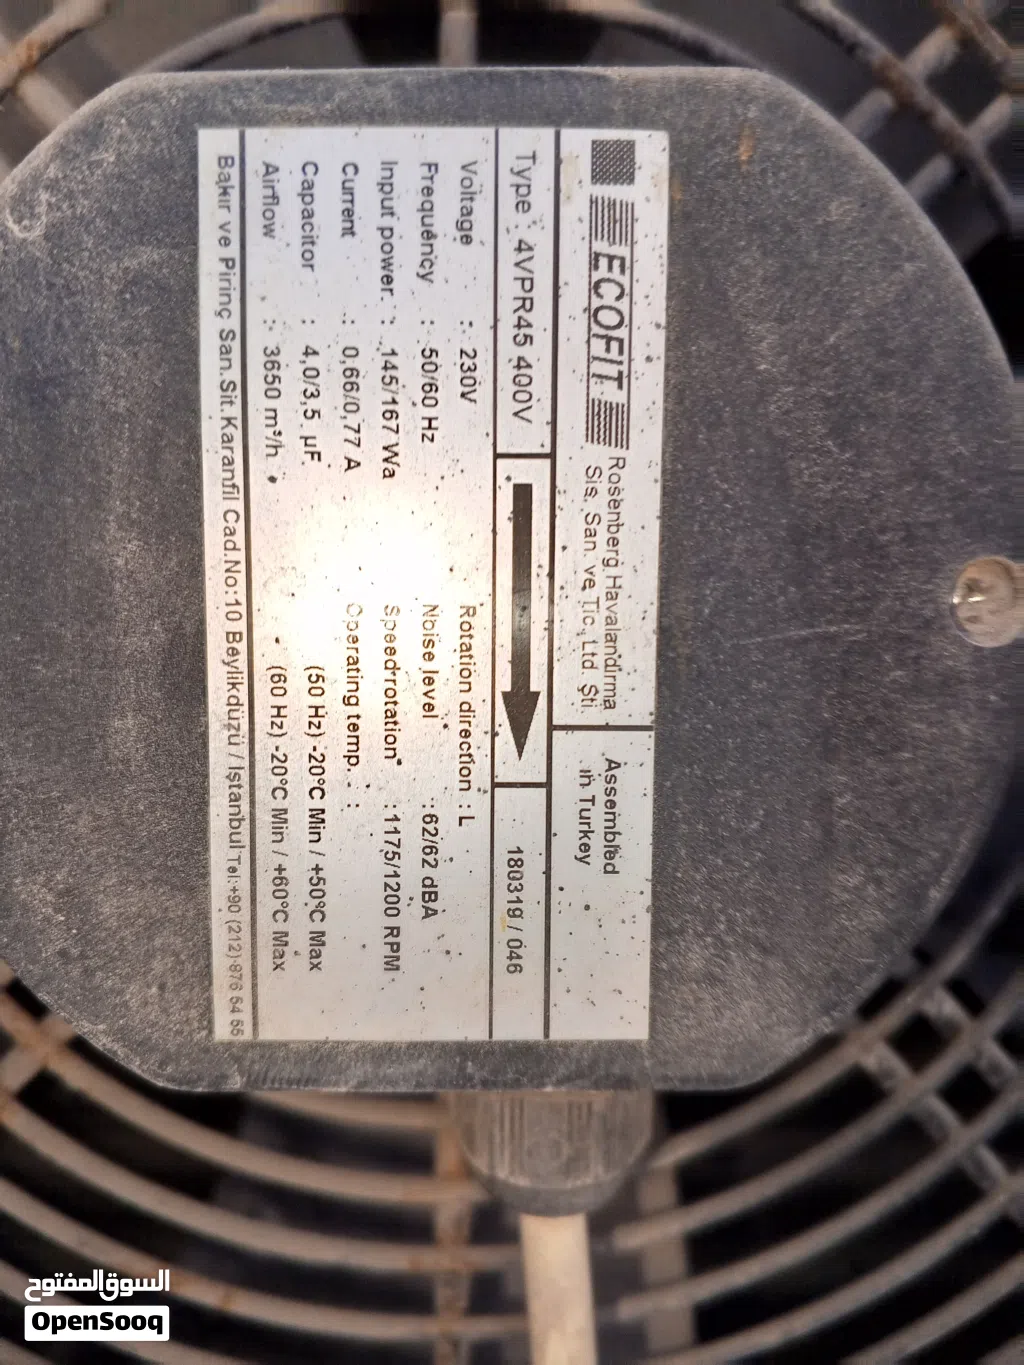 ECOFIT
Rosenberg Havalandırma
Sis. San. ve Tic. Ltd. Şti.
Assembled
in Turkey
Type : 4VPR45 400V
180319 / 046
Voltage : 230V
Rotation direction : L
Frequency : 50/60 Hz
Noise level : 62/62 dBA
Input power : 145/167 Wa
Speed rotation : 1175/1200 RPM
Current : 0,66/0,77 A
Operating temp. :
Capacitor : 4,0/3,5 µF
(50 Hz) -20°C Min / +50°C Max
Airflow : 3650 m³/h
(60 Hz) -20°C Min / +60°C Max
Bakır ve Pirinç San.Sit.Karanfil Cad.No:10 Beylikdüzü / İstanbul Tel:+90 (212) 876 64 55
السوق المفتوح
OpenSooq